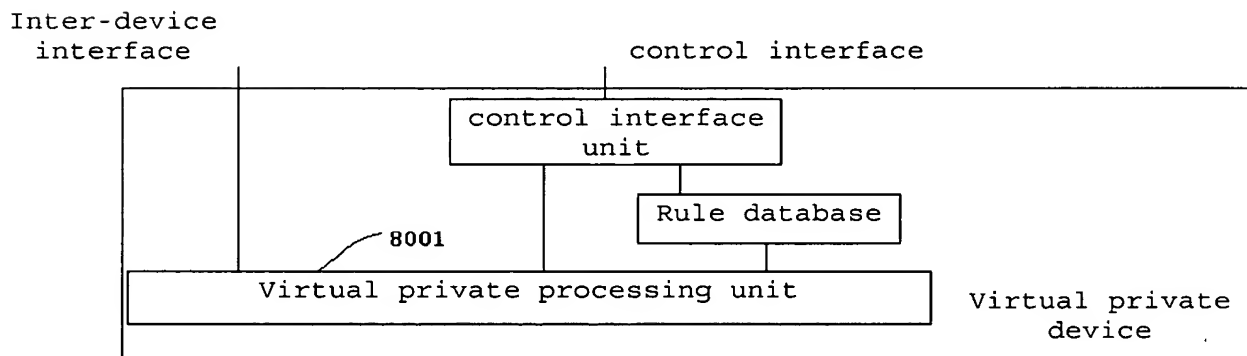 Inter-device
interface
control interface
control interface
unit
Rule database
8001
Virtual private processing unit
Virtual private
device